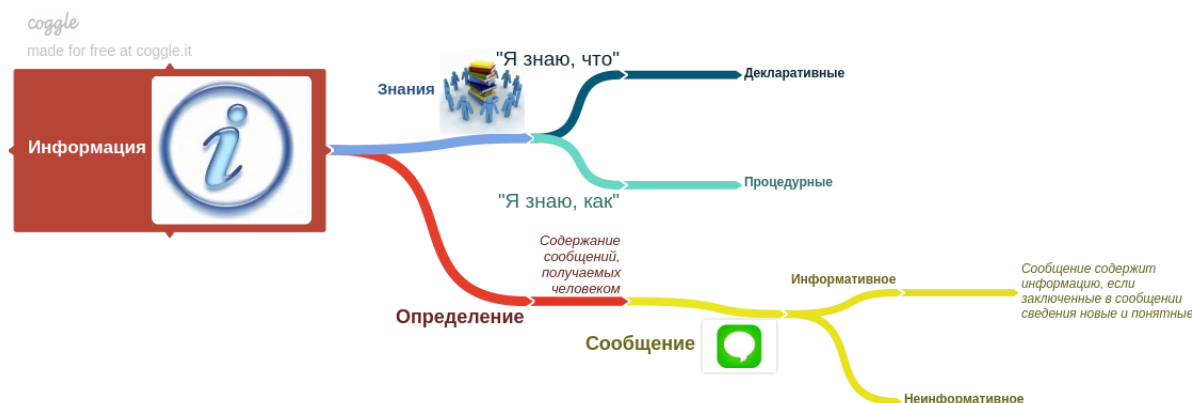 coggle
made for free at coggle.it
Информация
Знания
"Я знаю, что"
Декларативные
"Я знаю, как"
Процедурные
Определение
Содержание
сообщений,
получаемых
человеком
Сообщение
Информативное
Сообщение содержит
информацию, если
заключенные в сообщении
сведения новые и понятные
Неинформативное